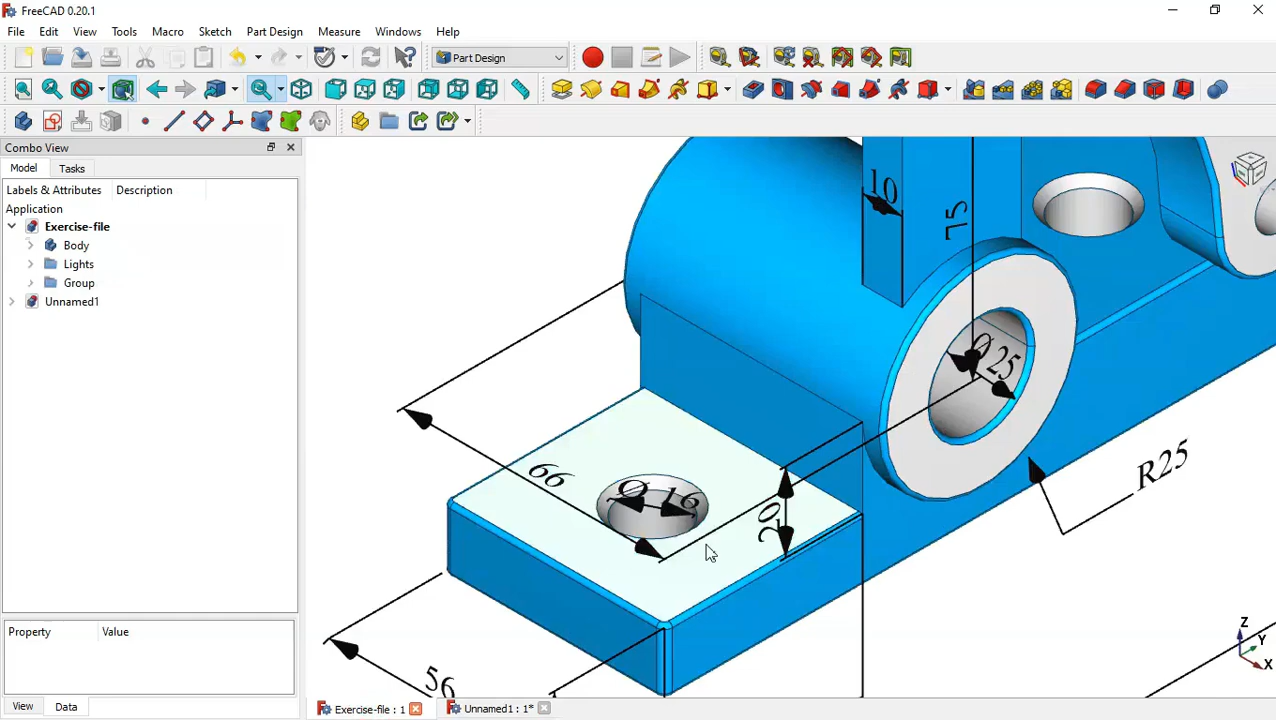 FreeCAD 0.20.1
File Edit View Tools Macro Sketch Part Design Measure Windows Help
Part Design
Combo View
Model Tasks
Labels & Attributes Description
Application
Exercise-file
Body
Lights
Group
Unnamed1
Property Value
View Data
10
75
Ø 25
R25
66
Ø 16
20
56
Z
Y
X
Exercise-file : 1
Unnamed1 : 1*